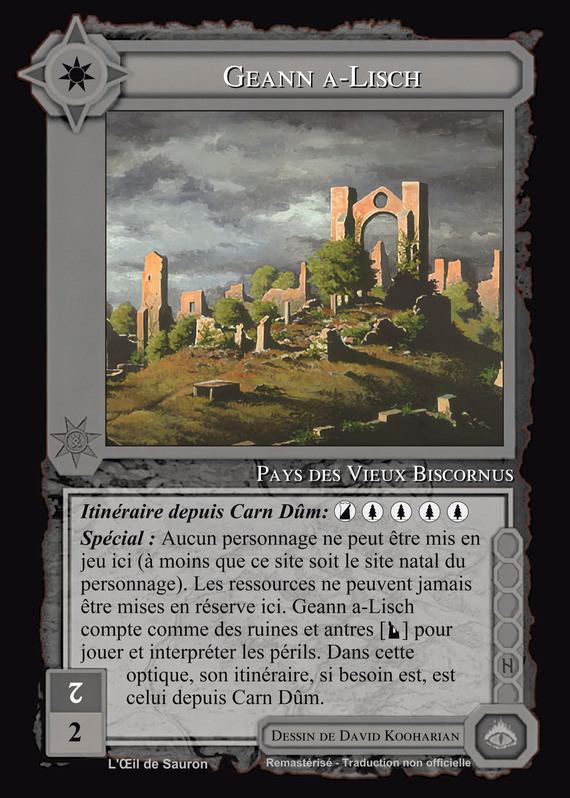 Geann a-Lisch
Pays des Vieux Biscornus
Itinéraire depuis Carn Dûm:
Spécial : Aucun personnage ne peut être mis en
jeu ici (à moins que ce site soit le site natal du
personnage). Les ressources ne peuvent jamais
être mises en réserve ici. Geann a-Lisch
compte comme des ruines et antres [ ] pour
jouer et interpréter les périls. Dans cette
optique, son itinéraire, si besoin est, est
celui depuis Carn Dûm.
2
Dessin de David Kooharian
L'Œil de Sauron
Remastérisé - Traduction non officielle